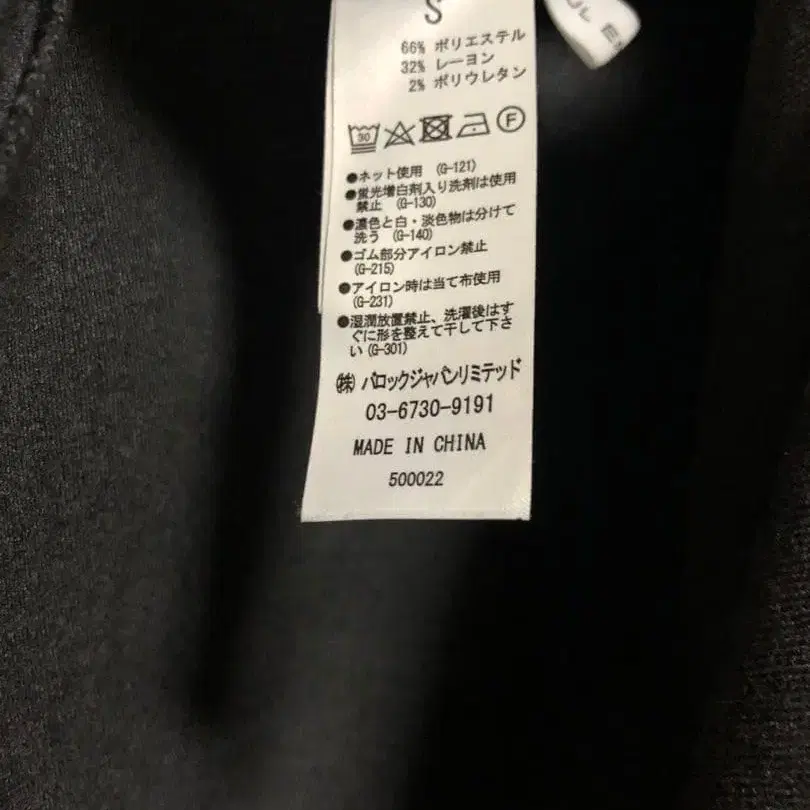 S
66% ポリエステル
32% レーヨン
2% ポリウレタン
30
F
●ネット使用 (G-121)
●蛍光増白剤入り洗剤は使用
禁止 (G-130)
●濃色と白・淡色物は分けて
洗う (G-140)
●ゴム部分アイロン禁止
(G-215)
●アイロン時は当て布使用
(G-231)
●湿潤放置禁止、洗濯後はす
ぐに形を整えて干して下さ
い (G-301)
㈱ バロックジャパンリミテッド
03-6730-9191
MADE IN CHINA
500022